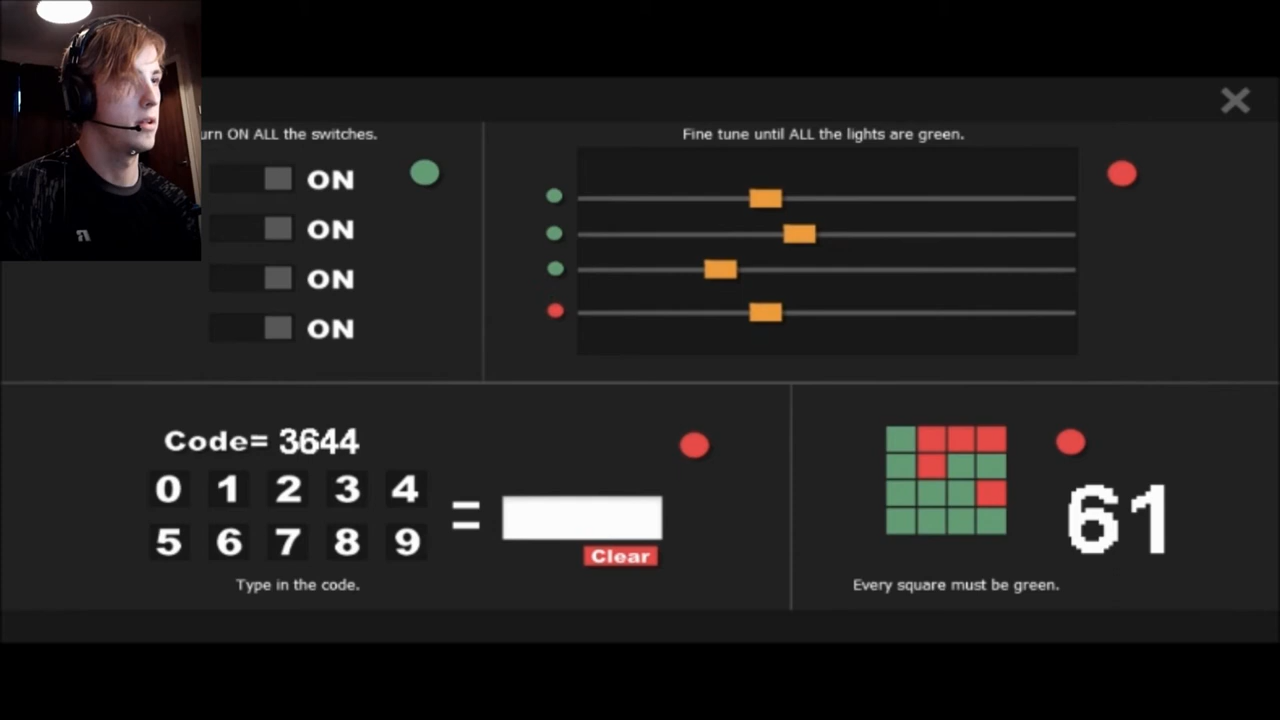 urn ON ALL the switches.
ON
ON
ON
ON
Fine tune until ALL the lights are green.
Code= 3644
0 1 2 3 4
5 6 7 8 9
=
Clear
Type in the code.
61
Every square must be green.